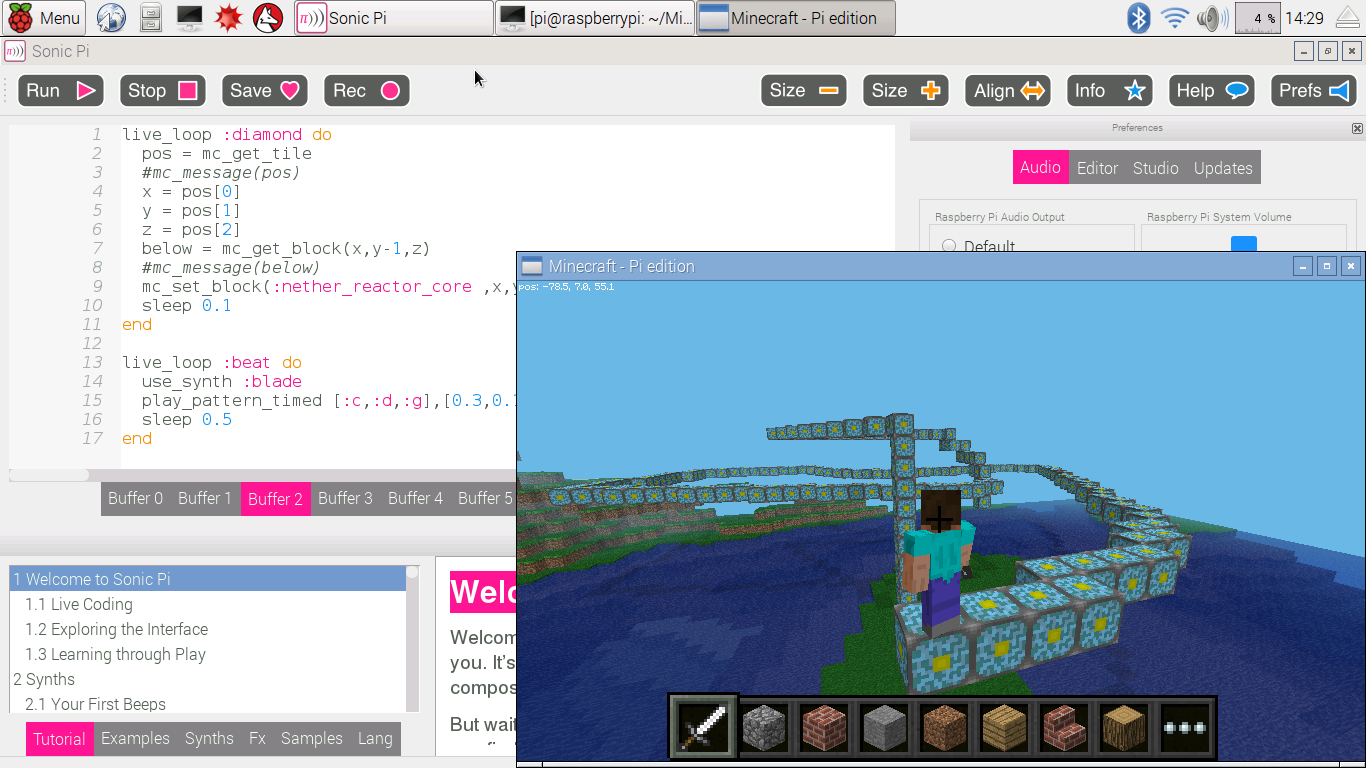 Menu
Sonic Pi
[pi@raspberrypi: ~/Mi...
Minecraft - Pi edition
4 %
14:29
Sonic Pi
Run
Stop
Save
Rec
Size
Size
Align
Info
Help
Prefs
1 live_loop :diamond do
2 pos = mc_get_tile
3 #mc_message(pos)
4 x = pos[0]
5 y = pos[1]
6 z = pos[2]
7 below = mc_get_block(x,y-1,z)
8 #mc_message(below)
9 mc_set_block(:nether_reactor_core ,x,y
10 sleep 0.1
11 end
12
13 live_loop :beat do
14 use_synth :blade
15 play_pattern_timed [:c,:d,:g],[0.3,0.
16 sleep 0.5
17 end
Preferences
Audio Editor Studio Updates
Raspberry Pi Audio Output
Raspberry Pi System Volume
Default
Minecraft - Pi edition
pos: -78.5, 7.0, 55.1
Buffer 0 Buffer 1 Buffer 2 Buffer 3 Buffer 4 Buffer 5
1 Welcome to Sonic Pi
1.1 Live Coding
1.2 Exploring the Interface
1.3 Learning through Play
2 Synths
2.1 Your First Beeps
Welc
Welcom
you. It's
compos
But wait
Tutorial Examples Synths Fx Samples Lang